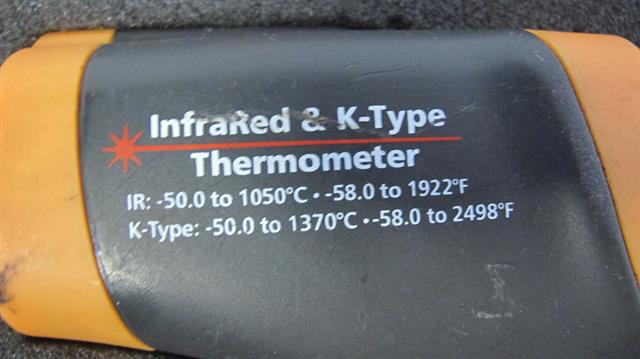 InfraRed & K-Type
Thermometer
IR: -50.0 to 1050°C • -58.0 to 1922°F
K-Type: -50.0 to 1370°C • -58.0 to 2498°F